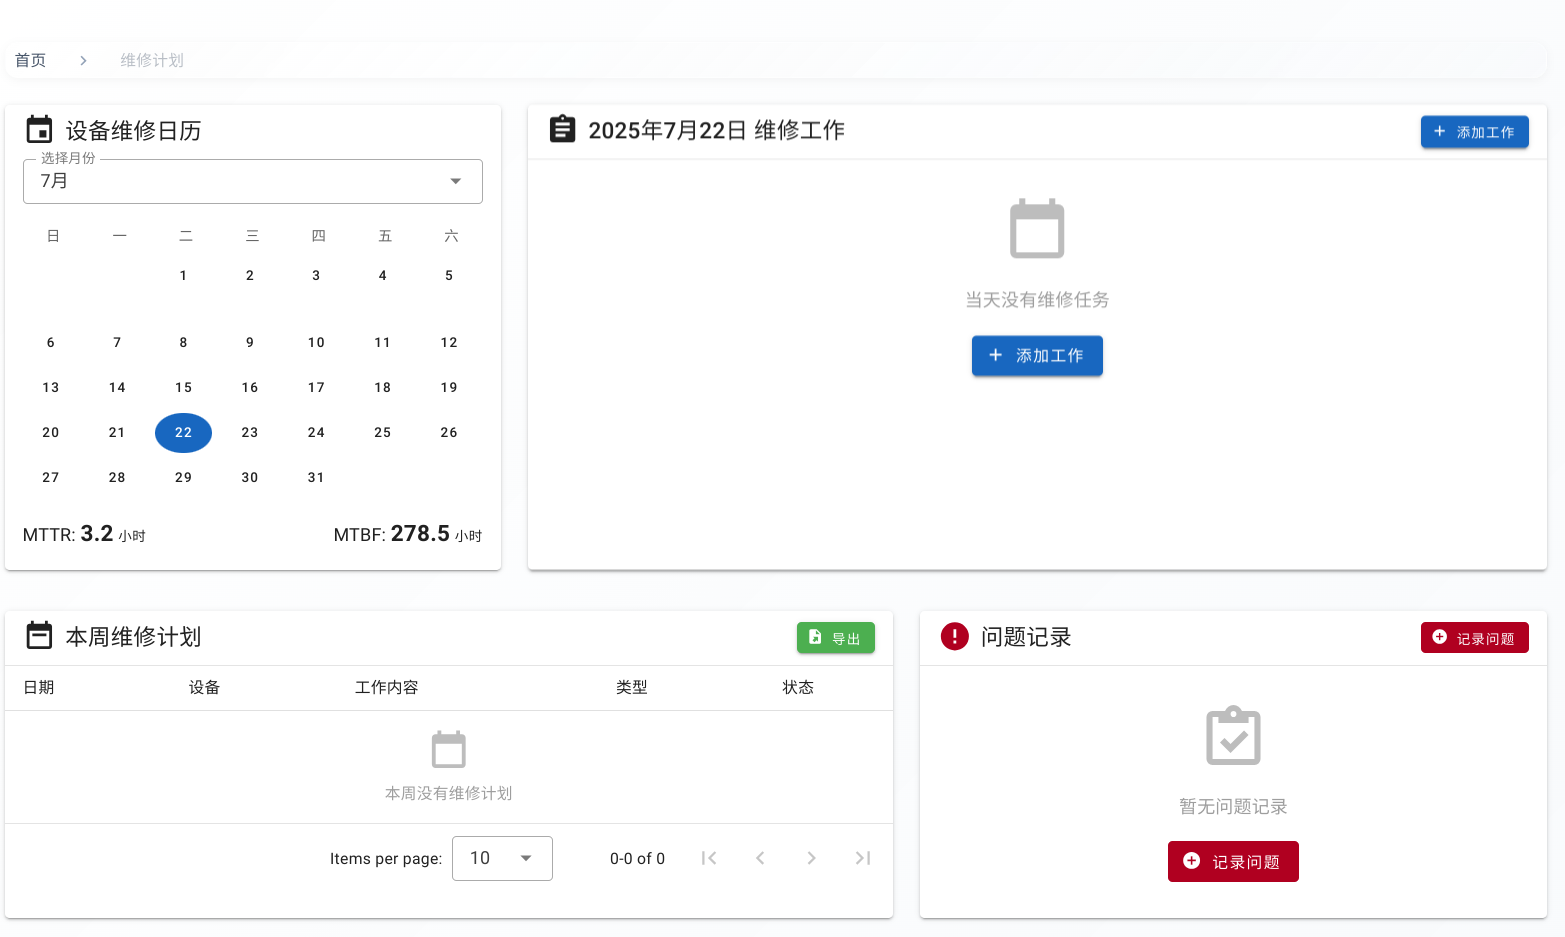 首页 > 维修计划
设备维修日历
选择月份
7月
日 一 二 三 四 五 六
1 2 3 4 5
6 7 8 9 10 11 12
13 14 15 16 17 18 19
20 21 22 23 24 25 26
27 28 29 30 31
MTTR: 3.2 小时 MTBF: 278.5 小时
2025年7月22日 维修工作
+ 添加工作
当天没有维修任务
+ 添加工作
本周维修计划
导出
日期 设备 工作内容 类型 状态
本周没有维修计划
Items per page: 10 0-0 of 0
问题记录
记录问题
暂无问题记录
记录问题